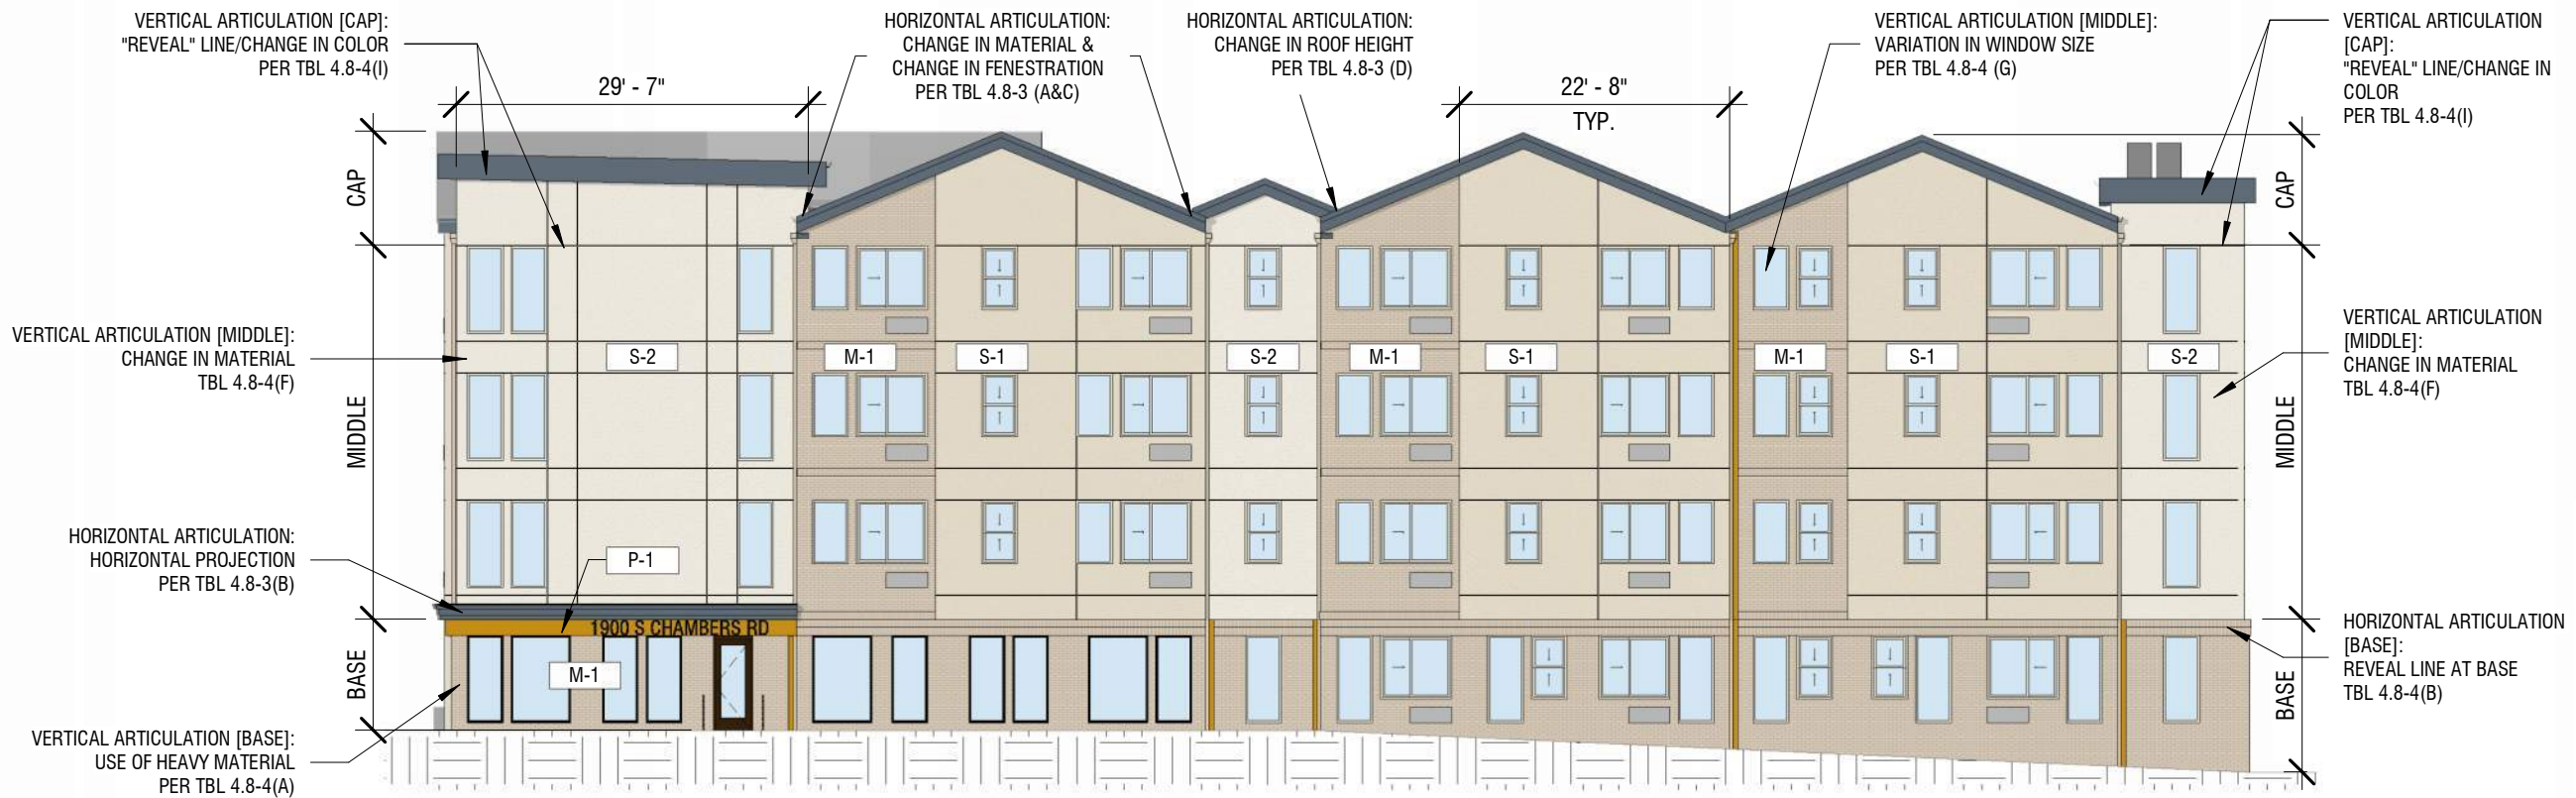 VERTICAL ARTICULATION [CAP]:
"REVEAL" LINE/CHANGE IN COLOR
PER TBL 4.8-4(I)
HORIZONTAL ARTICULATION:
CHANGE IN MATERIAL &
CHANGE IN FENESTRATION
PER TBL 4.8-3 (A&C)
HORIZONTAL ARTICULATION:
CHANGE IN ROOF HEIGHT
PER TBL 4.8-3 (D)
VERTICAL ARTICULATION [MIDDLE]:
VARIATION IN WINDOW SIZE
PER TBL 4.8-4 (G)
VERTICAL ARTICULATION
[CAP]:
"REVEAL" LINE/CHANGE IN
COLOR
PER TBL 4.8-4(I)
29' - 7"
22' - 8"
TYP.
CAP
CAP
VERTICAL ARTICULATION [MIDDLE]:
CHANGE IN MATERIAL
TBL 4.8-4(F)
S-2
M-1
S-1
S-2
M-1
S-1
M-1
S-1
S-2
VERTICAL ARTICULATION
[MIDDLE]:
CHANGE IN MATERIAL
TBL 4.8-4(F)
MIDDLE
MIDDLE
HORIZONTAL ARTICULATION:
HORIZONTAL PROJECTION
PER TBL 4.8-3(B)
P-1
1900 S CHAMBERS RD
M-1
BASE
BASE
HORIZONTAL ARTICULATION
[BASE]:
REVEAL LINE AT BASE
TBL 4.8-4(B)
VERTICAL ARTICULATION [BASE]:
USE OF HEAVY MATERIAL
PER TBL 4.8-4(A)